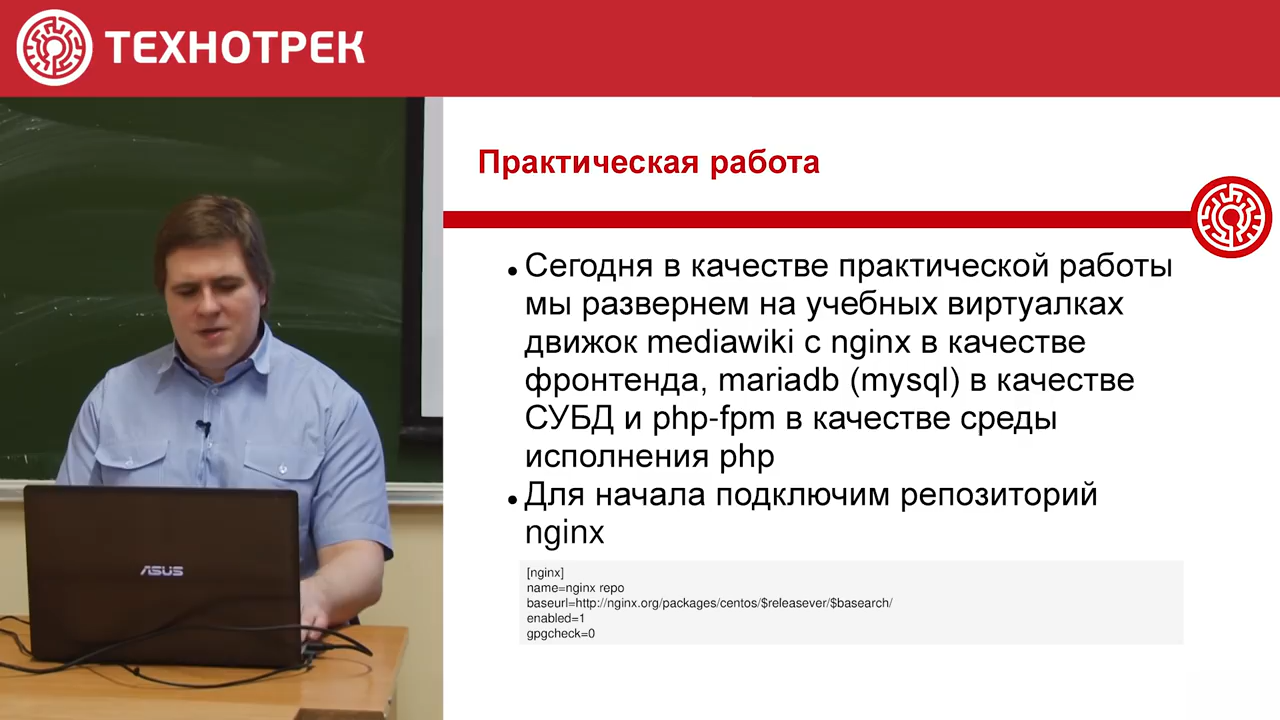 ТЕХНОТРЕК
Практическая работа
Сегодня в качестве практической работы
мы развернем на учебных виртуалках
движок mediawiki с nginx в качестве
фронтенда, mariadb (mysql) в качестве
СУБД и php-fpm в качестве среды
исполнения php
Для начала подключим репозиторий
nginx
[nginx]
name=nginx repo
baseurl=http://nginx.org/packages/centos/$releasever/$basearch/
enabled=1
gpgcheck=0
ASUS